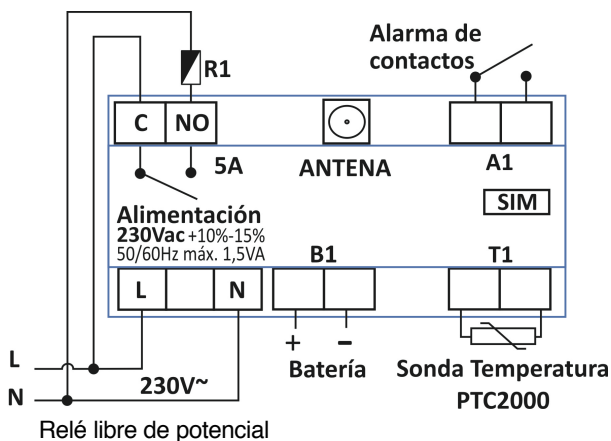 Alarma de
contactos
R1
C NO
5A
ANTENA
A1
SIM
Alimentación
230Vac +10%-15%
50/60Hz máx. 1,5VA
B1
T1
L N
+ −
Batería
Sonda Temperatura
PTC2000
L
N
230V~
Relé libre de potencial